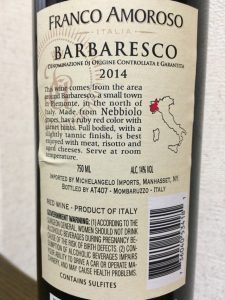 FRANCO AMOROSO
ITALIA
BARBARESCO
DENOMINAZIONE DI ORIGINE CONTROLLATA E GARANTITA
2014
This wine comes from the area
around Barbaresco, a small town
in Piemonte, in the north of
Italy. Made from Nebbiolo
grapes, has a ruby red color with
garnet hints. Full bodied, with a
slightly tannic finish, is best
enjoyed with meat, risotto and
aged cheeses. Serve at room
temperature.
750 ML ALC 14% VOL
IMPORTED BY MICHELANGELO IMPORTS, MANHASSET, NY.
BOTTLED BY AT407 - MOMBARUZZO - ITALY
RED WINE - PRODUCT OF ITALY
GOVERNMENT WARNING: (1) ACCORDING TO THE
SURGEON GENERAL WOMEN SHOULD NOT DRINK
ALCOHOLIC BEVERAGES DURING PREGNANCY BE-
OF THE RISK OF BIRTH DEFECTS. (2) CON-
OF ALCOHOLIC BEVERAGES IMPAIRS
ABILITY TO DRIVE A CAR OR OPERATE
MACHINERY, AND MAY CAUSE HEALTH PROBLEMS.
CONTAINS SULFITES